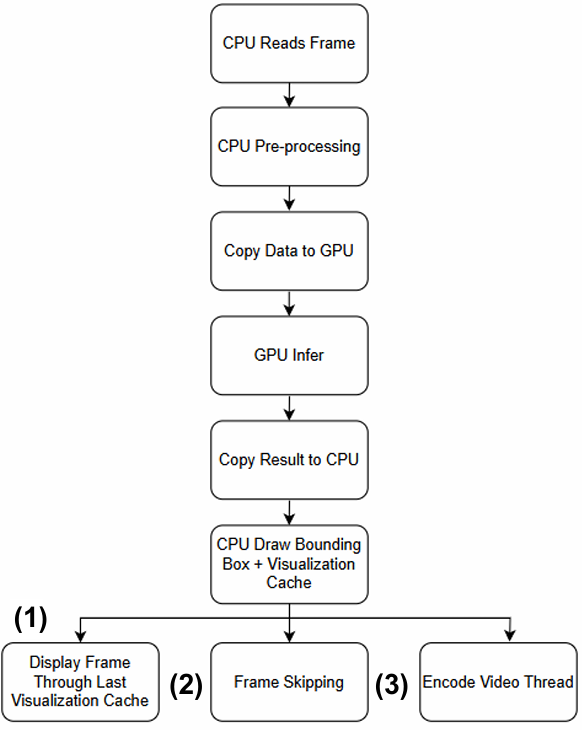 CPU Reads Frame
CPU Pre-processing
Copy Data to GPU
GPU Infer
Copy Result to CPU
CPU Draw Bounding
Box + Visualization
Cache
(1)
Display Frame
Through Last
Visualization Cache
(2)
Frame Skipping
(3)
Encode Video Thread